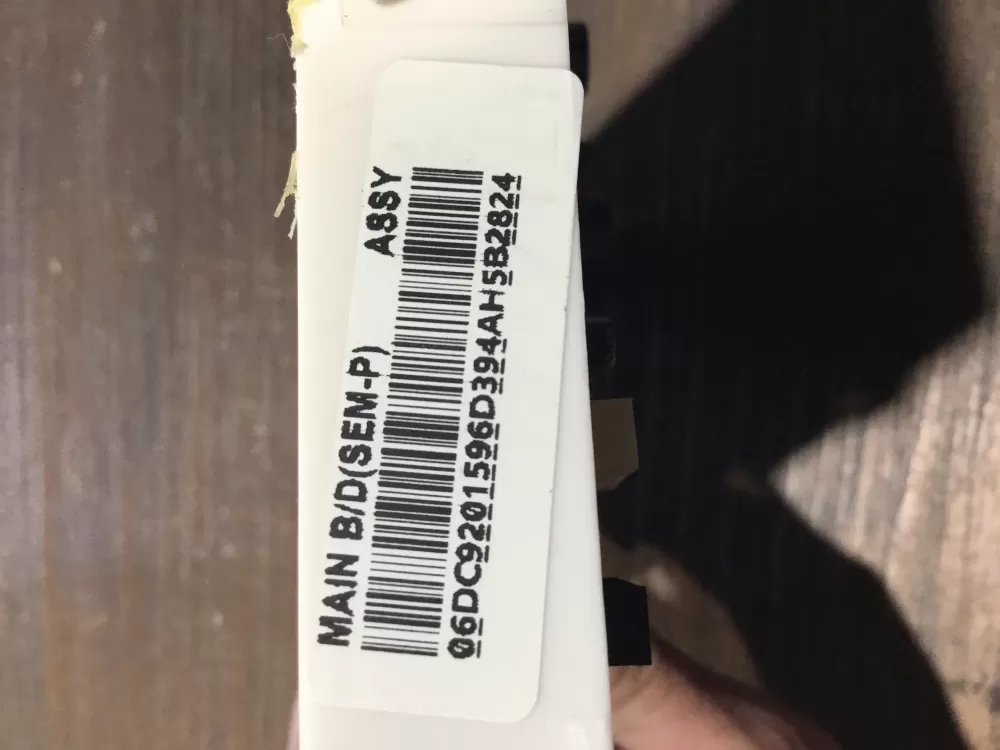 MAIN B/D(SEM-P) ASSY
06DC9201596D394AH5B2824